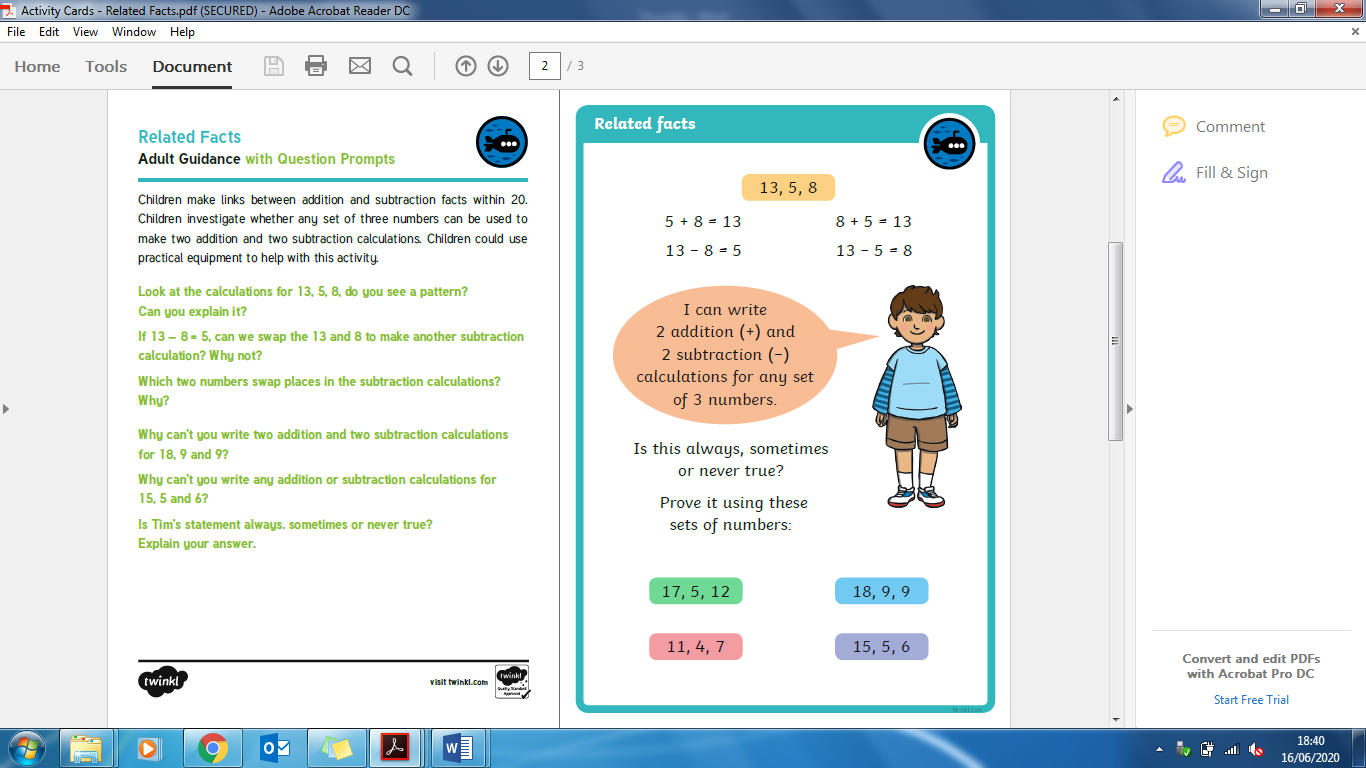 Activity Cards - Related Facts.pdf (SECURED) - Adobe Acrobat Reader DC
File Edit View Window Help
Home Tools Document 2 / 3
Related Facts
Adult Guidance with Question Prompts
Children make links between addition and subtraction facts within 20.
Children investigate whether any set of three numbers can be used to
make two addition and two subtraction calculations. Children could use
practical equipment to help with this activity.
Look at the calculations for 13, 5, 8, do you see a pattern?
Can you explain it?
If 13 – 8 = 5, can we swap the 13 and 8 to make another subtraction
calculation? Why not?
Which two numbers swap places in the subtraction calculations?
Why?
Why can't you write two addition and two subtraction calculations
for 18, 9 and 9?
Why can't you write any addition or subtraction calculations for
15, 5 and 6?
Is Tim's statement always. sometimes or never true?
Explain your answer.
twinkl
visit twinkl.com
twinkl
Quality Standard
Approved
Related facts
13, 5, 8
5 + 8 = 13 8 + 5 = 13
13 − 8 = 5 13 − 5 = 8
I can write
2 addition (+) and
2 subtraction (−)
calculations for any set
of 3 numbers.
Is this always, sometimes
or never true?
Prove it using these
sets of numbers:
17, 5, 12 18, 9, 9
11, 4, 7 15, 5, 6
Comment
Fill & Sign
Convert and edit PDFs
with Acrobat Pro DC
Start Free Trial
18:40
16/06/2020